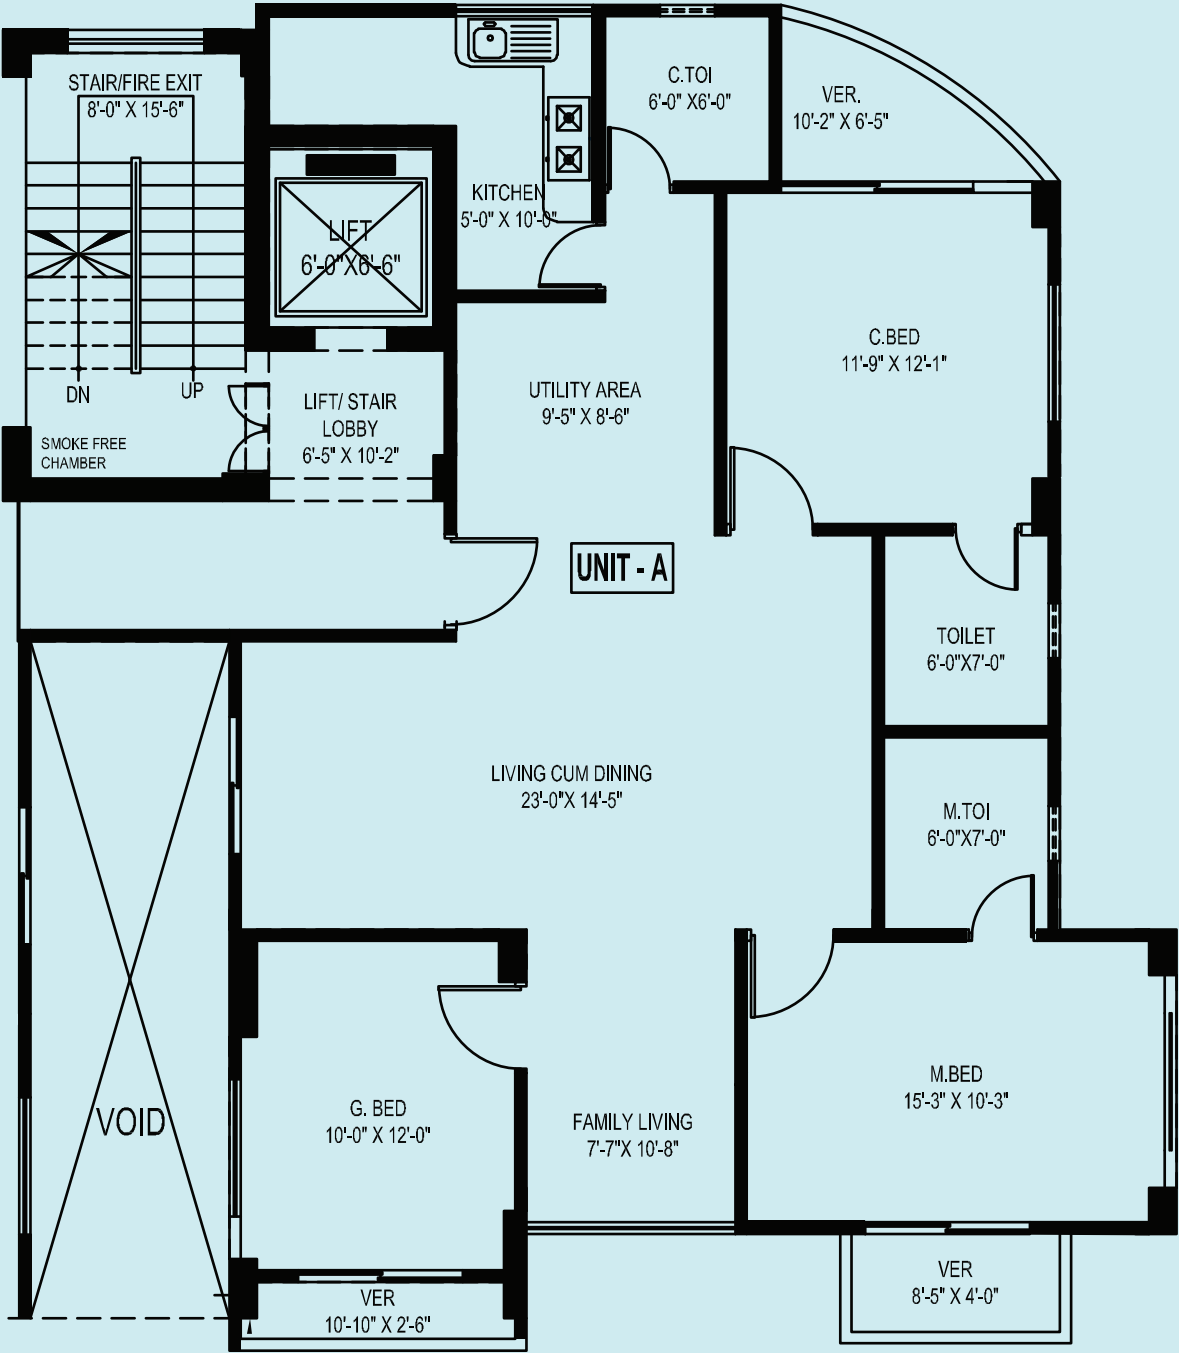 STAIR/FIRE EXIT
8'-0" X 15'-6"
C.TOI
6'-0" X6'-0"
VER.
10'-2" X 6'-5"
KITCHEN
5'-0" X 10'-0"
LIFT
6'-0"X6'-6"
C.BED
11'-9" X 12'-1"
DN
UP
UTILITY AREA
9'-5" X 8'-6"
LIFT/ STAIR
LOBBY
6'-5" X 10'-2"
SMOKE FREE
CHAMBER
UNIT - A
TOILET
6'-0"X7'-0"
LIVING CUM DINING
23'-0"X 14'-5"
M.TOI
6'-0"X7'-0"
VOID
G. BED
10'-0" X 12'-0"
FAMILY LIVING
7'-7"X 10'-8"
M.BED
15'-3" X 10'-3"
VER
10'-10" X 2'-6"
VER
8'-5" X 4'-0"